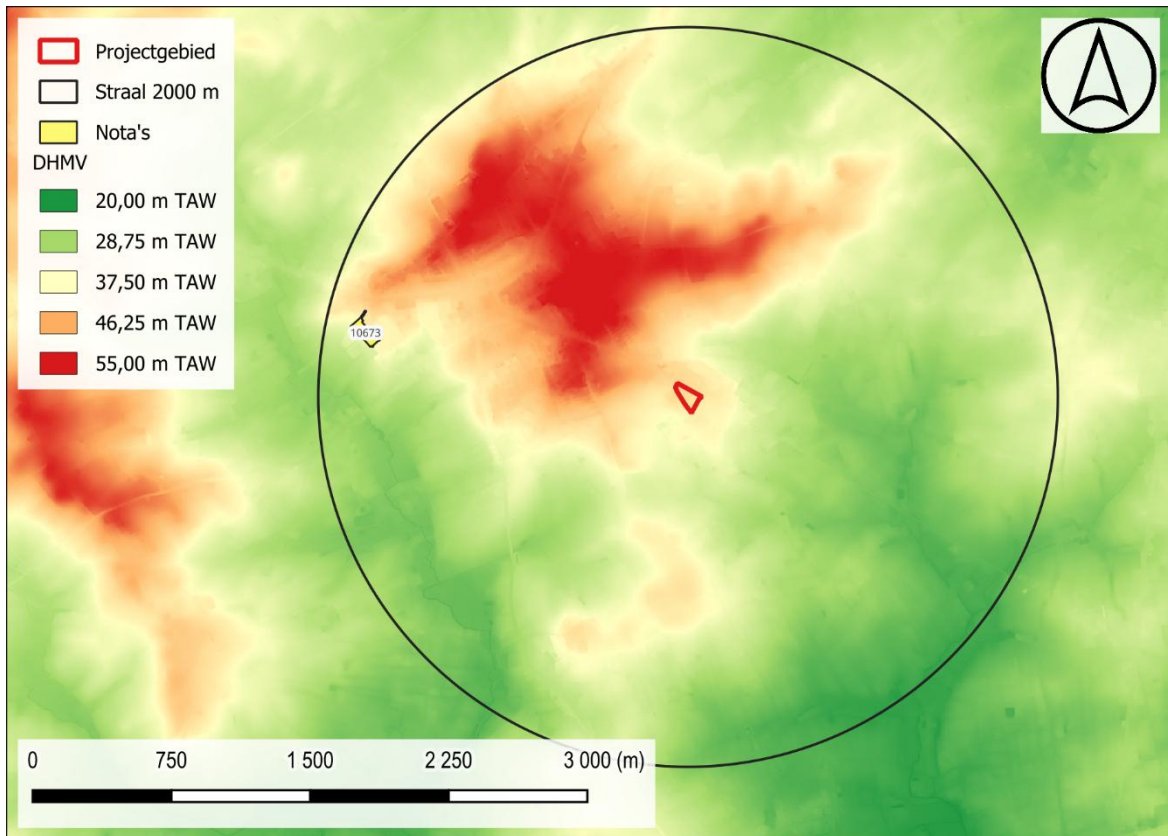 Projectgebied
Straal 2000 m
Nota's
DHMV
20,00 m TAW
28,75 m TAW
37,50 m TAW
46,25 m TAW
55,00 m TAW
10673
0 750 1 500 2 250 3 000 (m)